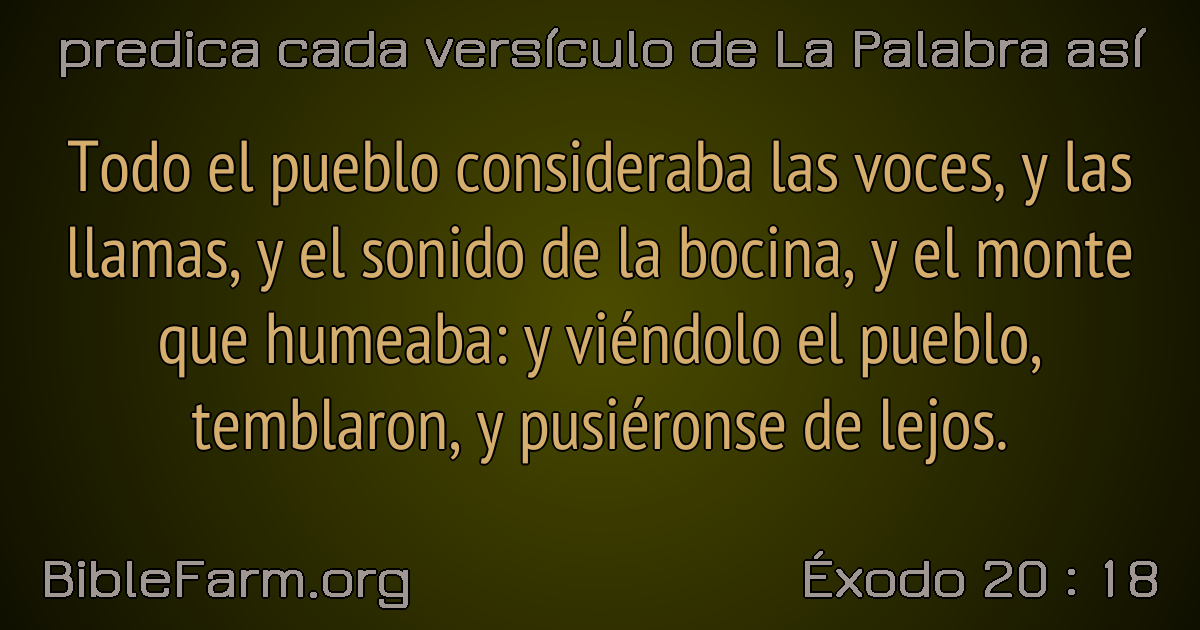 predica cada versículo de La Palabra así
Todo el pueblo consideraba las voces, y las
llamas, y el sonido de la bocina, y el monte
que humeaba: y viéndolo el pueblo,
temblaron, y pusiéronse de lejos.
BibleFarm.org
Éxodo 20 : 18